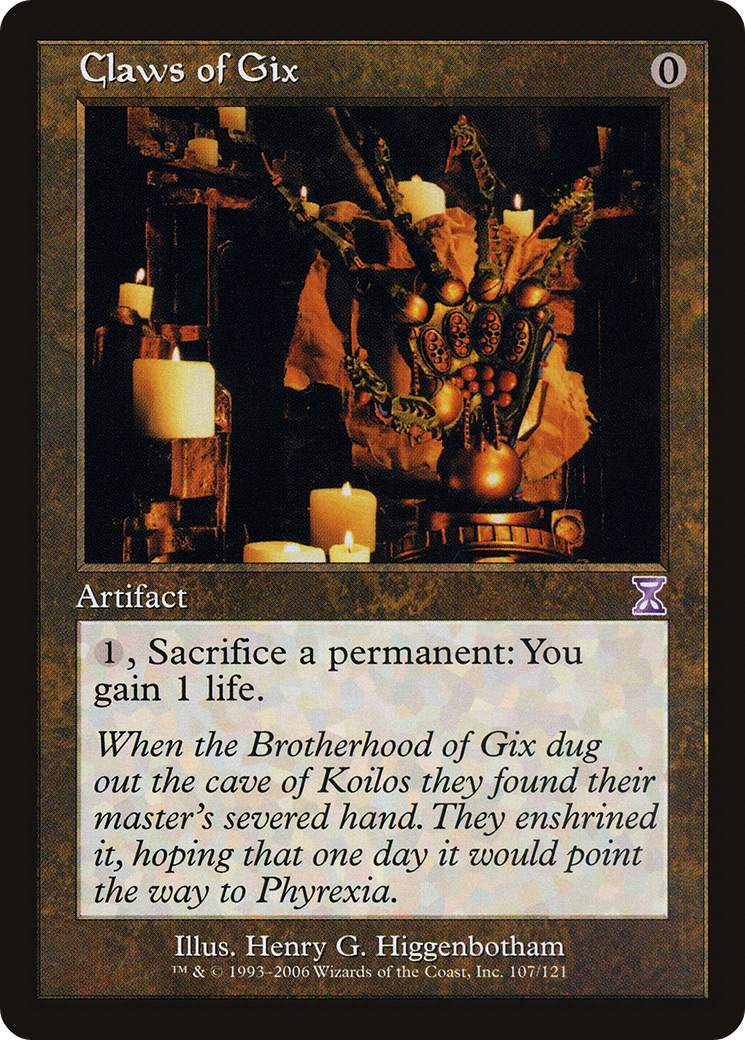 Claws of Gix
0
Artifact
1, Sacrifice a permanent: You
gain 1 life.
When the Brotherhood of Gix dug
out the cave of Koilos they found their
master's severed hand. They enshrined
it, hoping that one day it would point
the way to Phyrexia.
Illus. Henry G. Higgenbotham
™ & © 1993–2006 Wizards of the Coast, Inc. 107/121